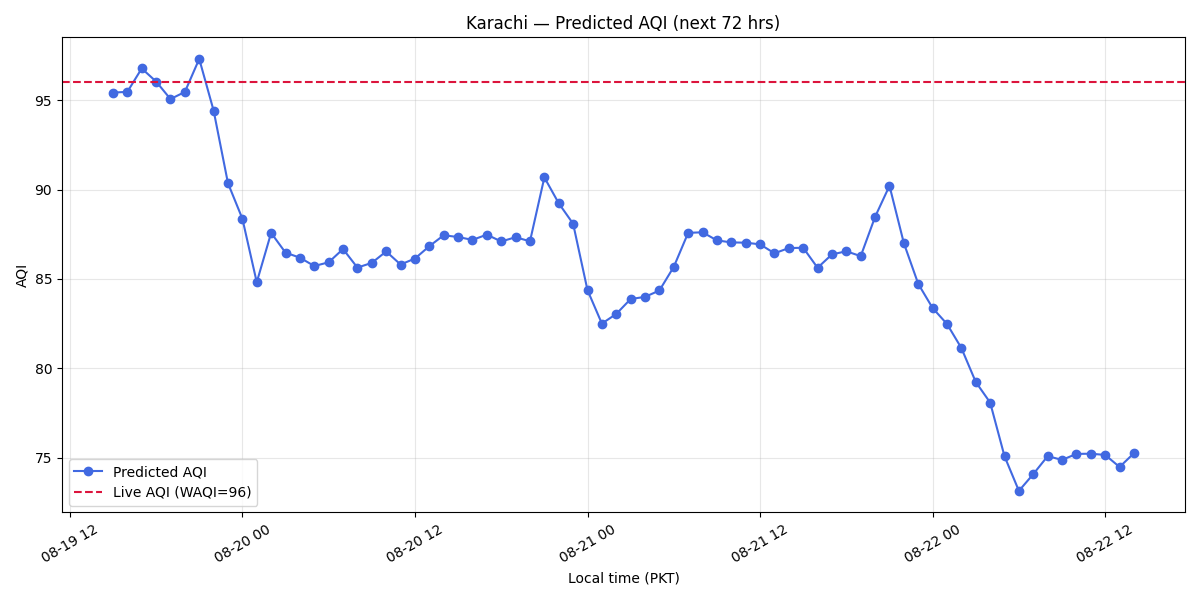 Karachi — Predicted AQI (next 72 hrs)
AQI
95
90
85
80
75
Predicted AQI
Live AQI (WAQI=96)
08-19 12
08-20 00
08-20 12
08-21 00
08-21 12
08-22 00
08-22 12
Local time (PKT)